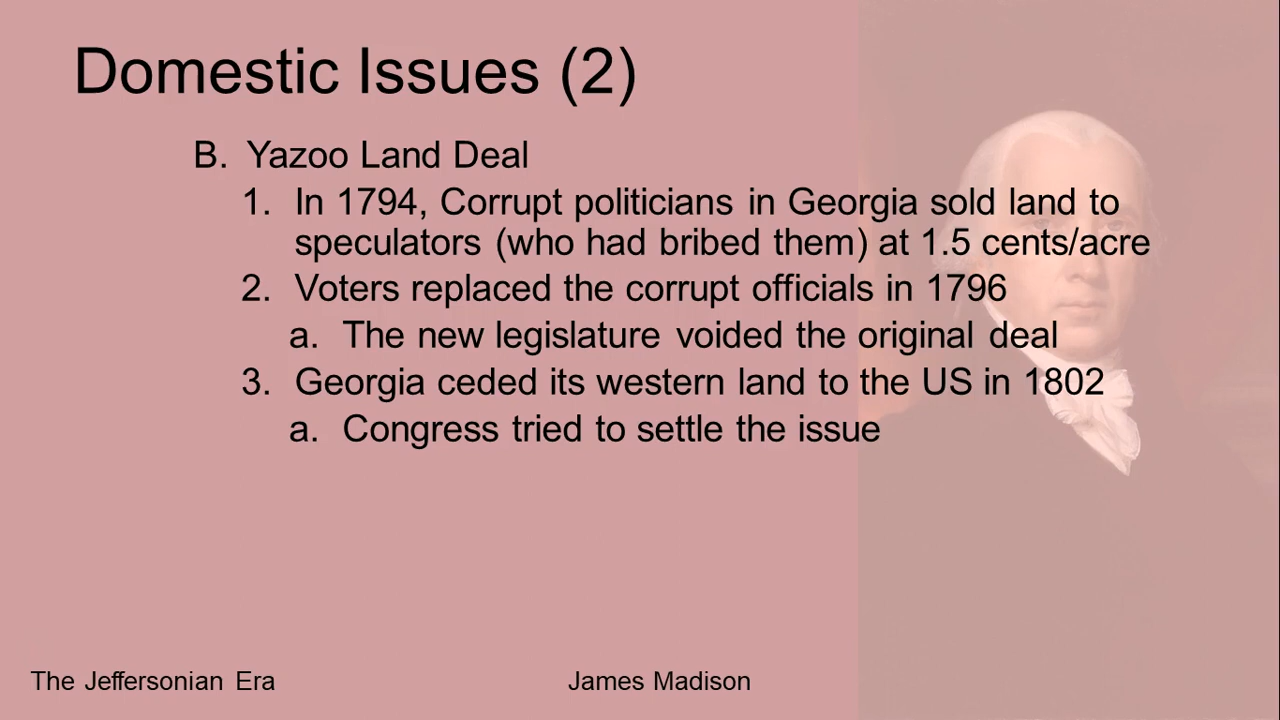 Domestic Issues (2)
B. Yazoo Land Deal
1. In 1794, Corrupt politicians in Georgia sold land to
speculators (who had bribed them) at 1.5 cents/acre
2. Voters replaced the corrupt officials in 1796
a. The new legislature voided the original deal
3. Georgia ceded its western land to the US in 1802
a. Congress tried to settle the issue
The Jeffersonian Era
James Madison